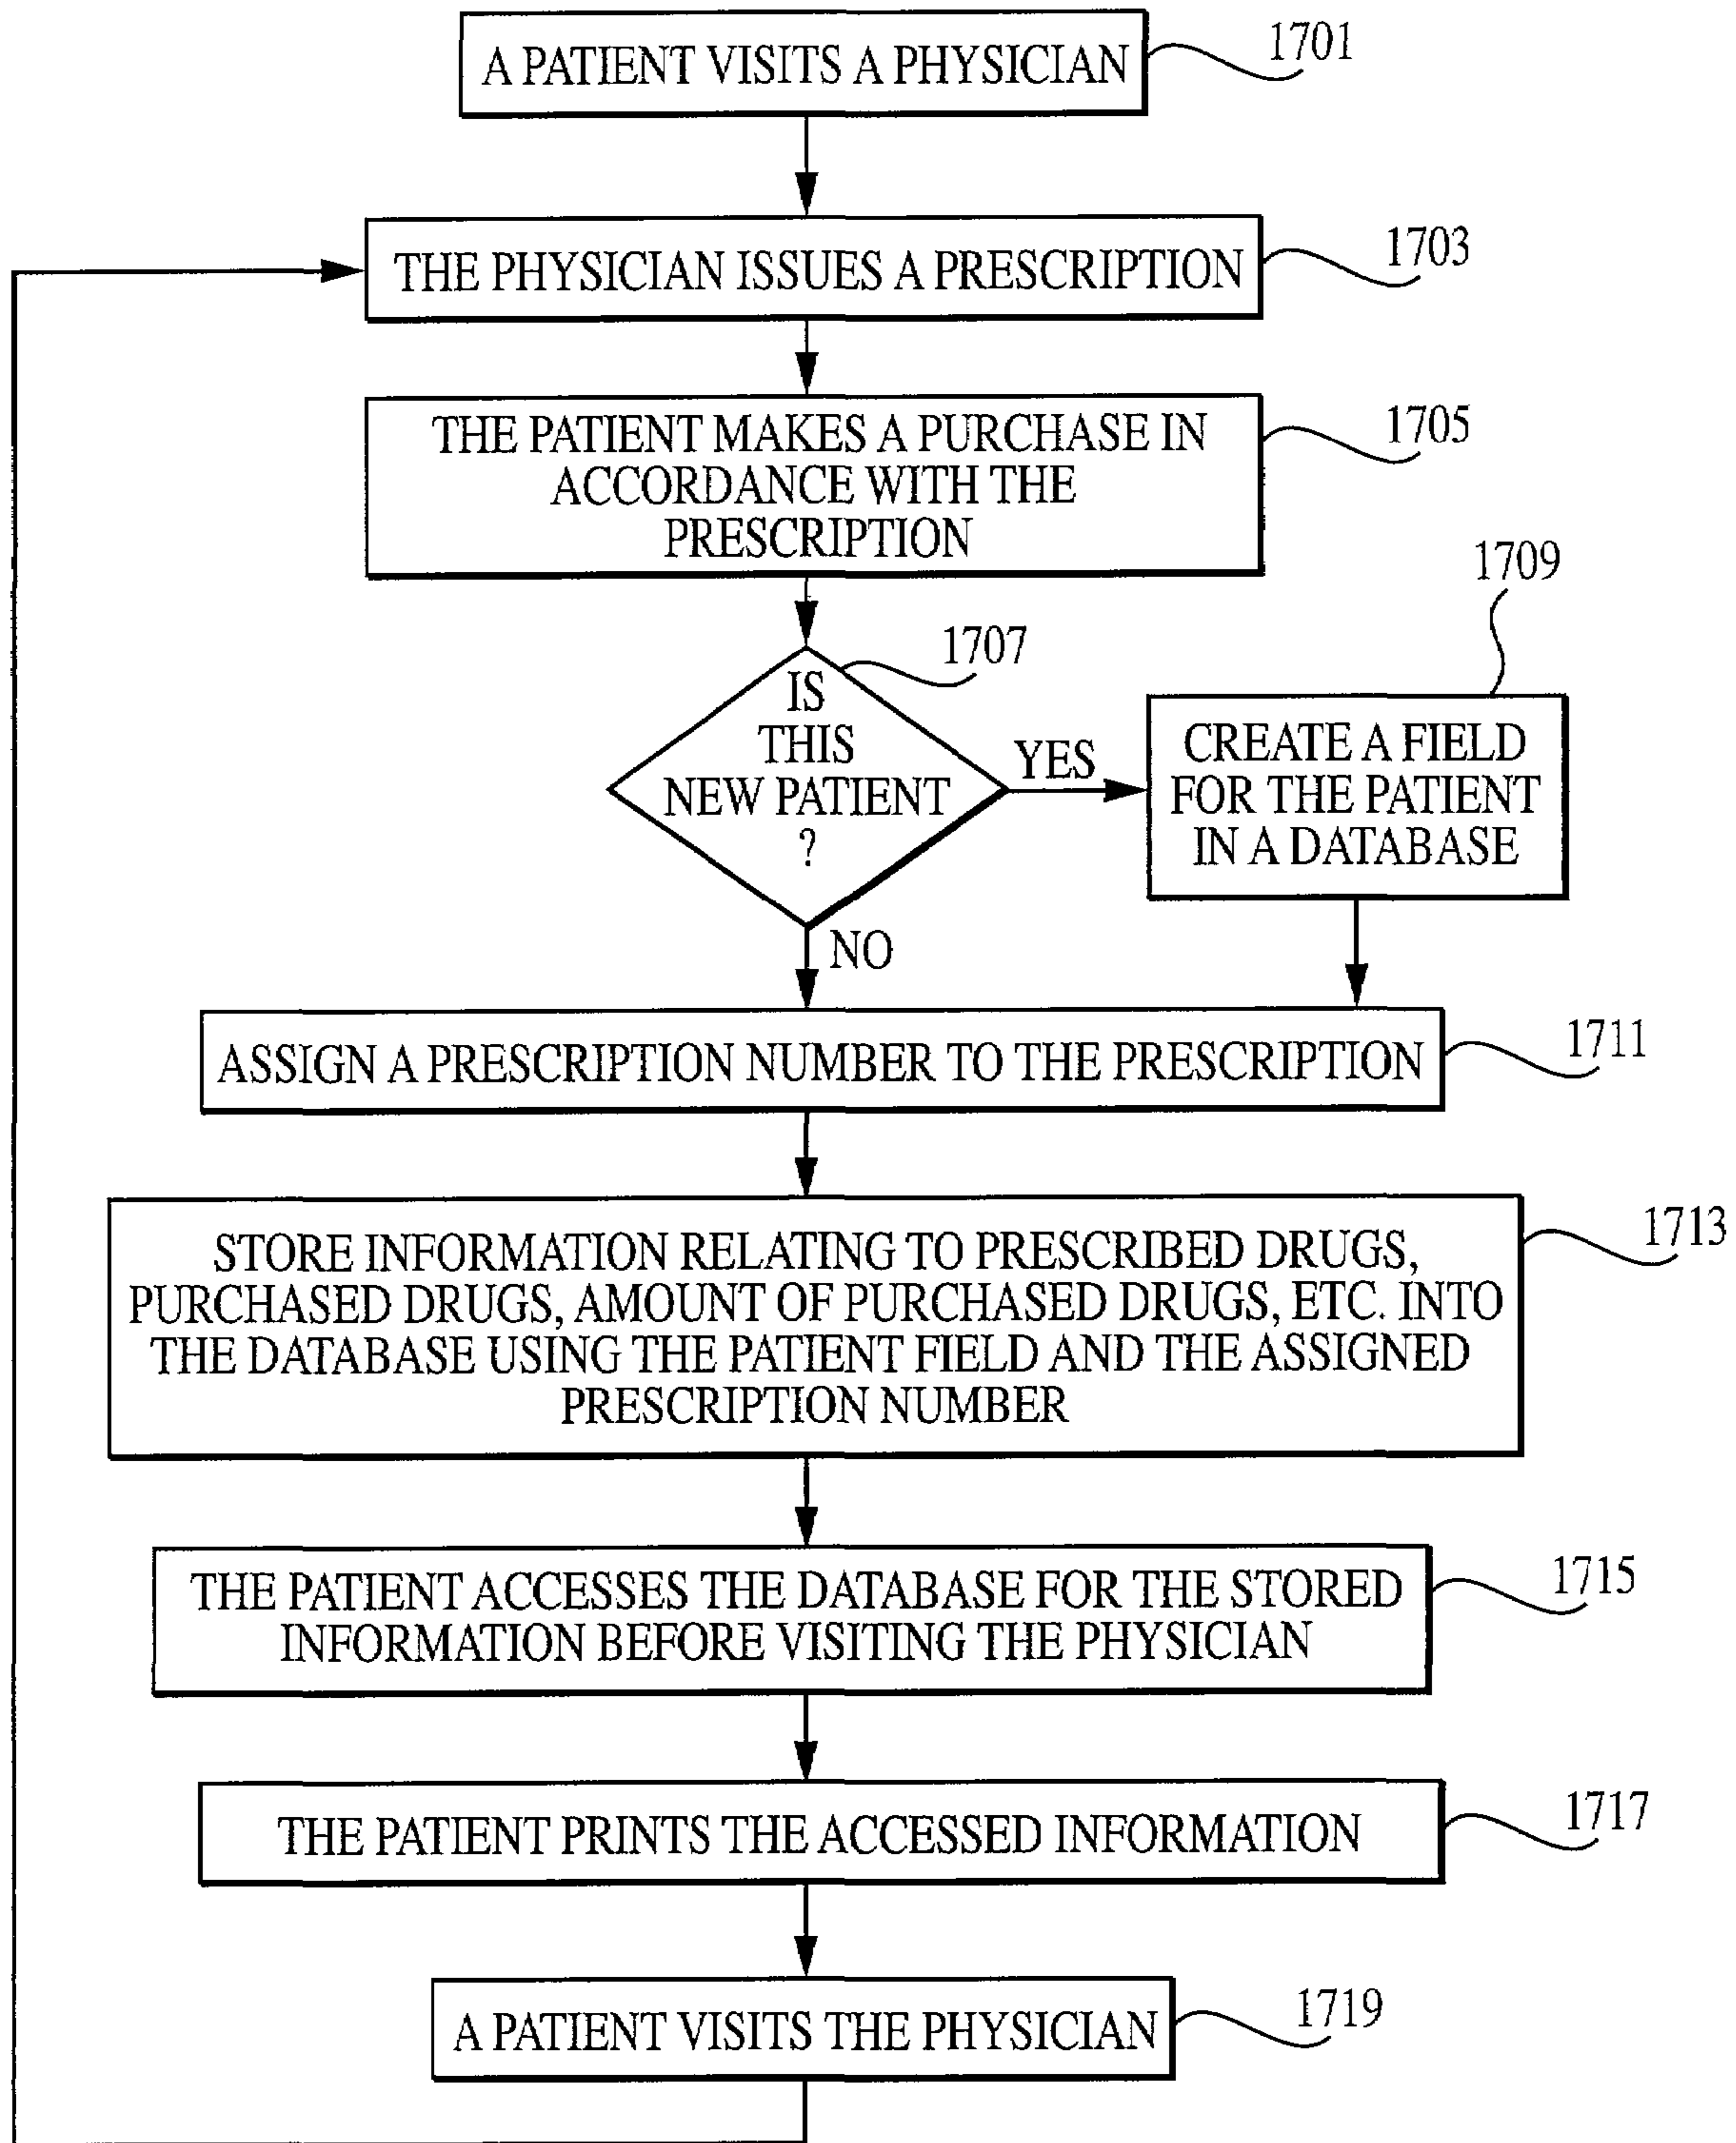 A PATIENT VISITS A PHYSICIAN
1701
THE PHYSICIAN ISSUES A PRESCRIPTION
1703
THE PATIENT MAKES A PURCHASE IN
ACCORDANCE WITH THE
PRESCRIPTION
1705
IS
THIS
NEW PATIENT
?
1707
YES
NO
CREATE A FIELD
FOR THE PATIENT
IN A DATABASE
1709
ASSIGN A PRESCRIPTION NUMBER TO THE PRESCRIPTION
1711
STORE INFORMATION RELATING TO PRESCRIBED DRUGS,
PURCHASED DRUGS, AMOUNT OF PURCHASED DRUGS, ETC. INTO
THE DATABASE USING THE PATIENT FIELD AND THE ASSIGNED
PRESCRIPTION NUMBER
1713
THE PATIENT ACCESSES THE DATABASE FOR THE STORED
INFORMATION BEFORE VISITING THE PHYSICIAN
1715
THE PATIENT PRINTS THE ACCESSED INFORMATION
1717
A PATIENT VISITS THE PHYSICIAN
1719